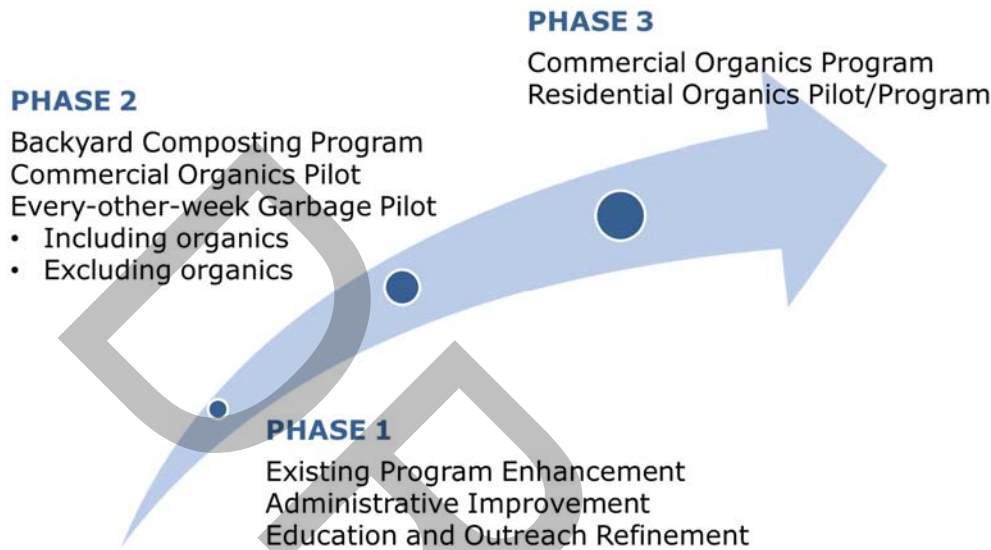 PHASE 3
Commercial Organics Program
Residential Organics Pilot/Program
PHASE 2
Backyard Composting Program
Commercial Organics Pilot
Every-other-week Garbage Pilot
• Including organics
• Excluding organics
PHASE 1
Existing Program Enhancement
Administrative Improvement
Education and Outreach Refinement